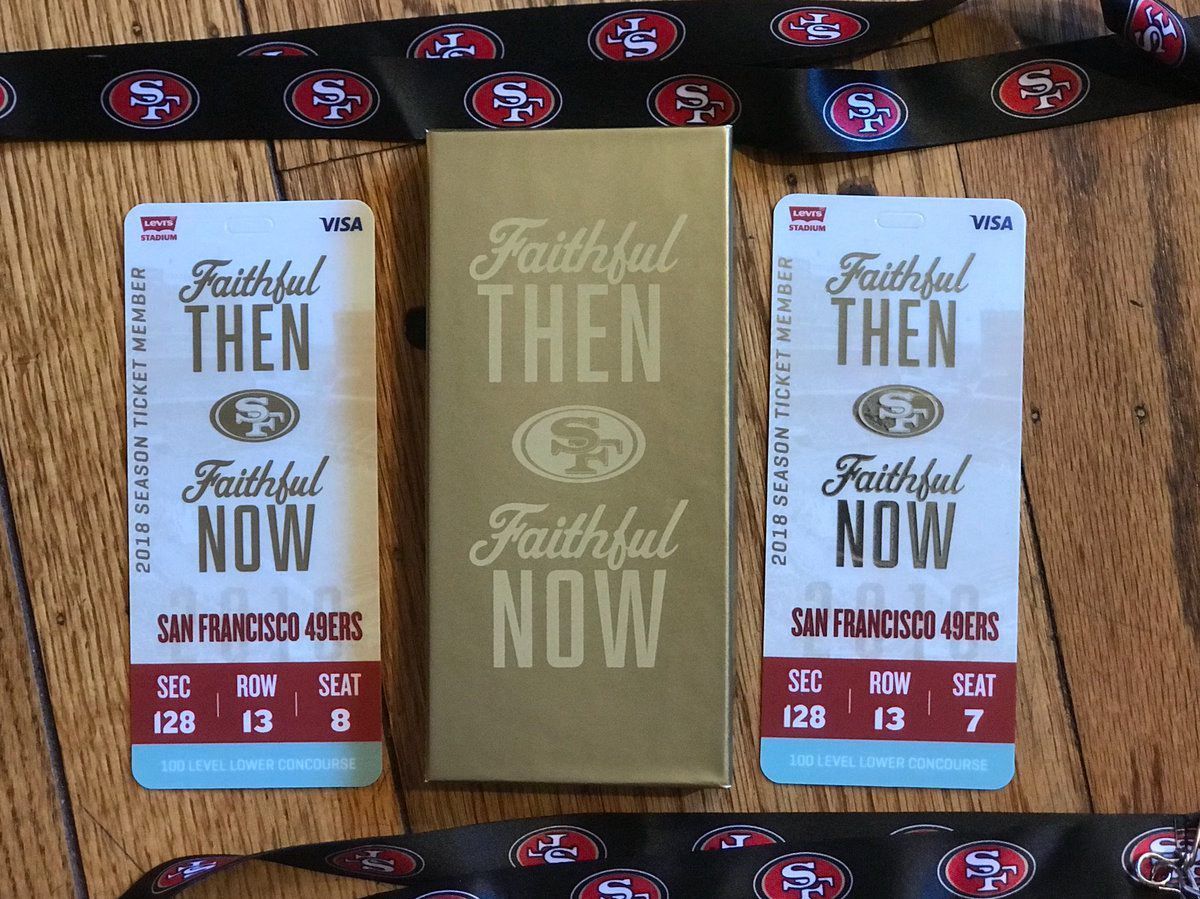 LEVI'S
STADIUM
VISA
2018 SEASON TICKET MEMBER
Faithful
THEN
SF
Faithful
NOW
2018
SAN FRANCISCO 49ERS
SEC ROW SEAT
128 13 8
100 LEVEL LOWER CONCOURSE
Faithful
THEN
SF
Faithful
NOW
LEVI'S
STADIUM
VISA
2018 SEASON TICKET MEMBER
Faithful
THEN
SF
Faithful
NOW
2018
SAN FRANCISCO 49ERS
SEC ROW SEAT
128 13 7
100 LEVEL LOWER CONCOURSE